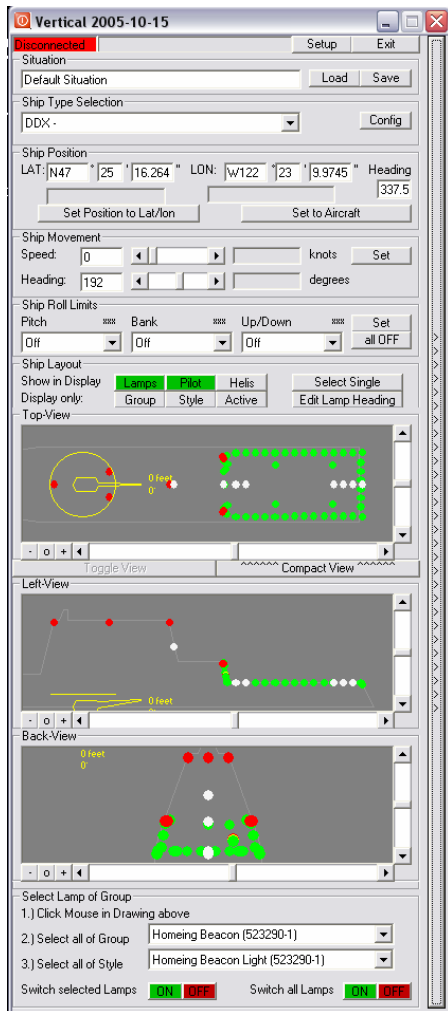 Vertical 2005-10-15
Disconnected Setup Exit
Situation
Default Situation Load Save
Ship Type Selection
DDX - Config
Ship Position
LAT: N47 ° 25 ' 16.264 " LON: W122 ° 23 ' 9.9745 " Heading
337.5
Set Position to Lat/lon Set to Aircraft
Ship Movement
Speed: 0 knots Set
Heading: 192 degrees
Ship Roll Limits
Pitch *** Bank *** Up/Down *** Set
Off Off Off all OFF
Ship Layout
Show in Display Lamps Pilot Helis Select Single
Display only: Group Style Active Edit Lamp Heading
Top-View
0 feet
0'
- o +
Toggle View ^^^^^^ Compact View ^^^^^^
Left-View
0 feet
0'
- o +
Back-View
0 feet
0'
- o +
Select Lamp of Group
1.) Click Mouse in Drawing above
2.) Select all of Group Homeing Beacon (523290-1)
3.) Select all of Style Homeing Beacon Light (523290-1)
Switch selected Lamps ON OFF Switch all Lamps ON OFF